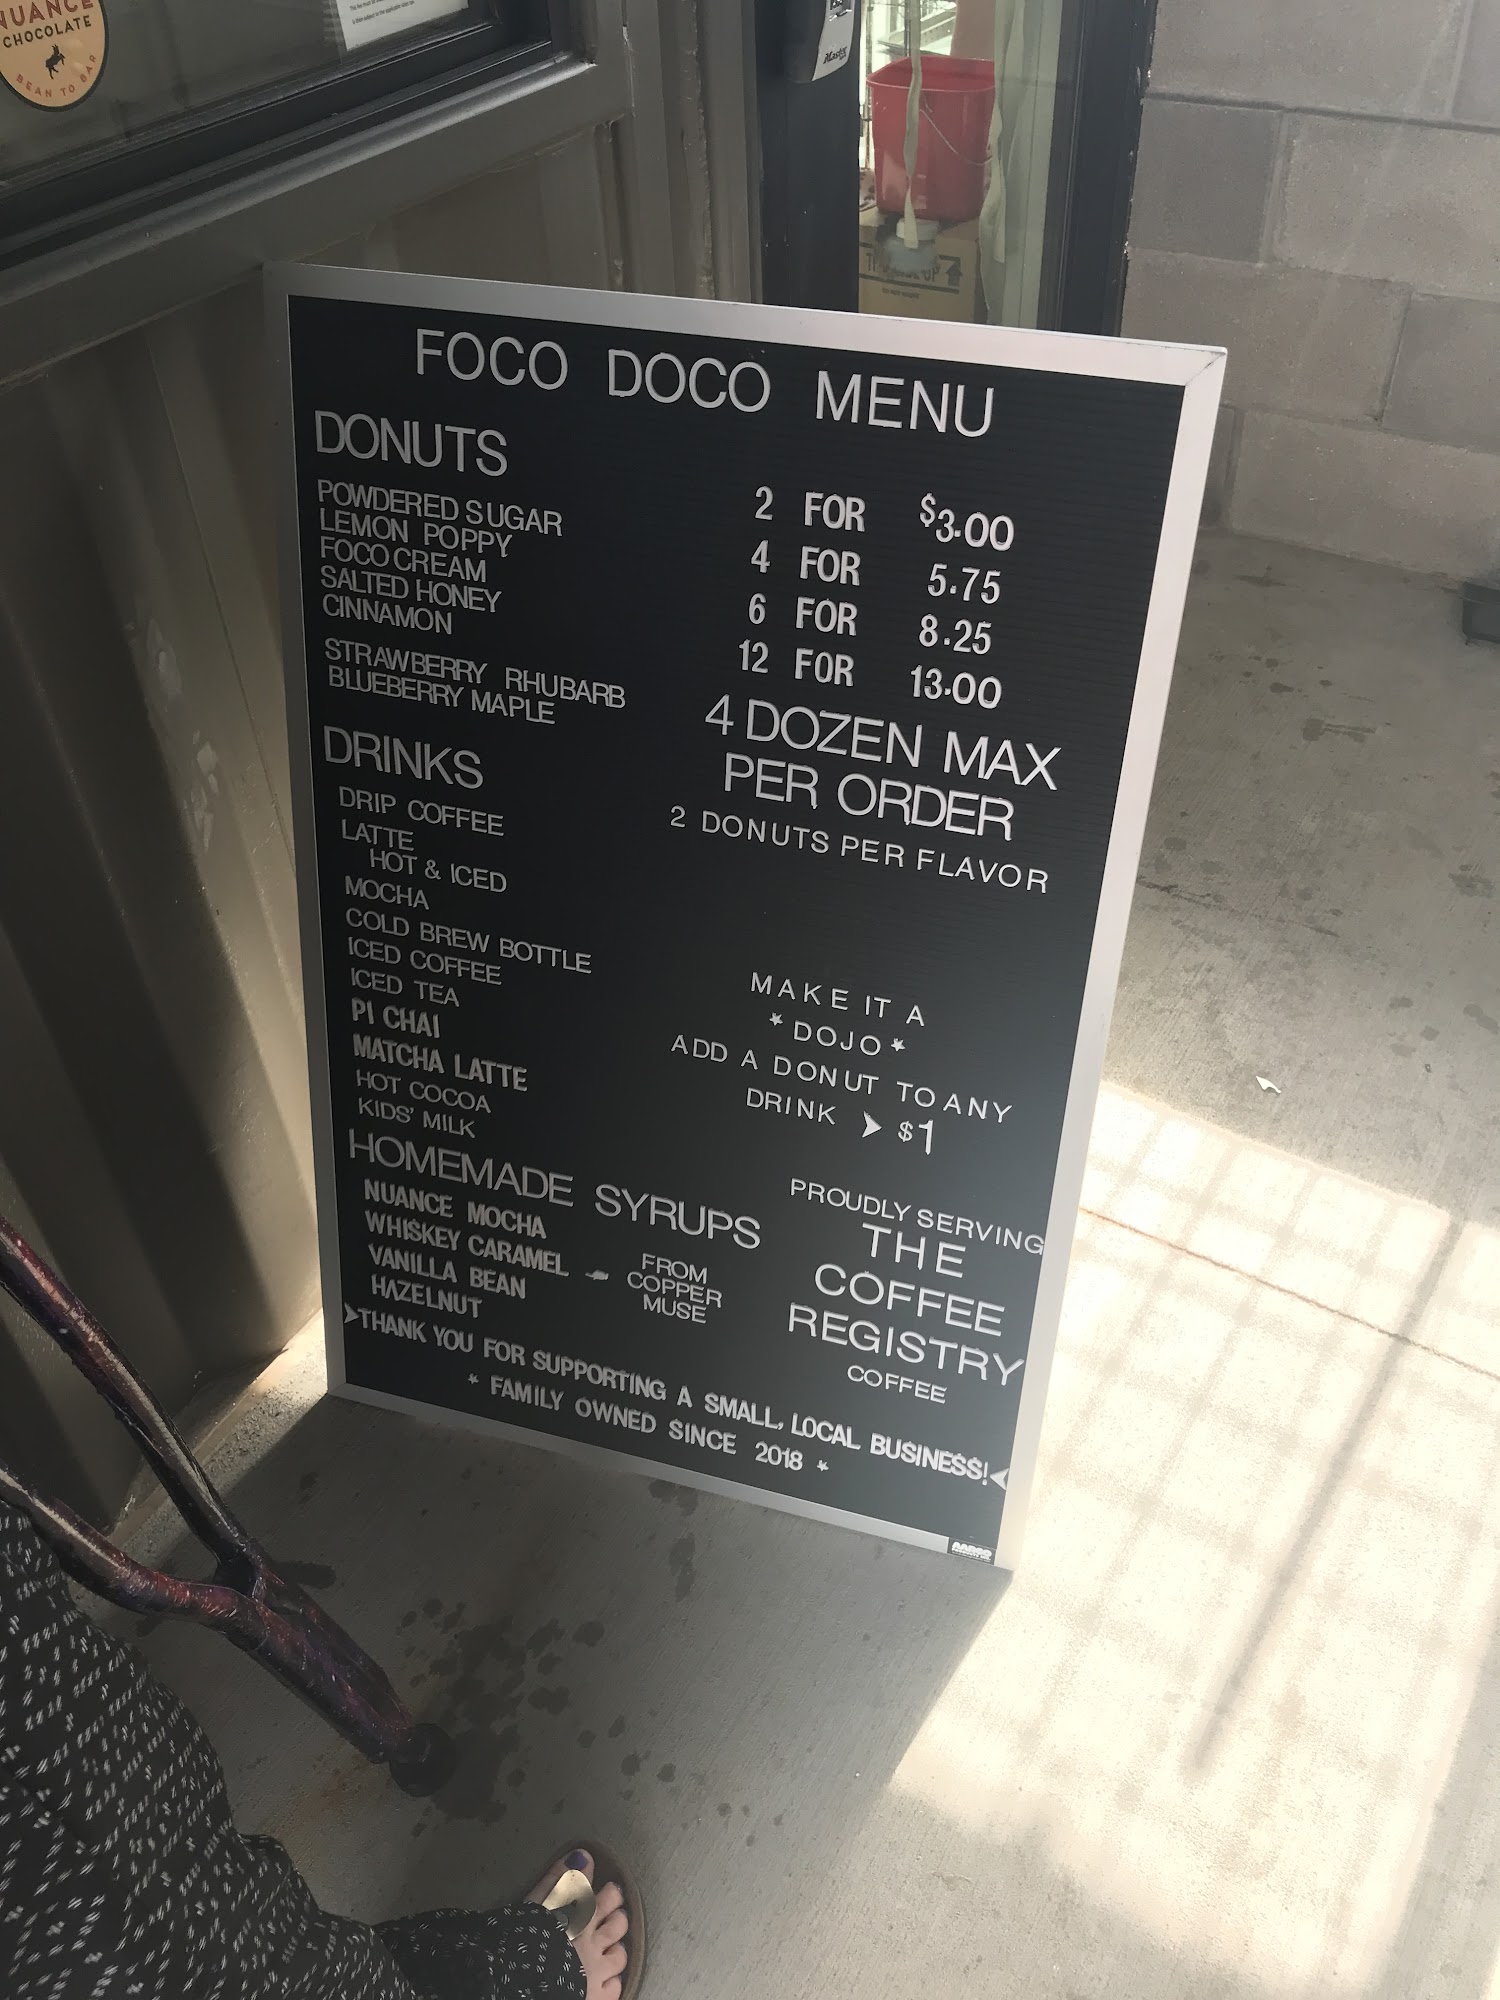 NUANCE
CHOCOLATE
BEAN TO BAR
Master
FOCO DOCO MENU
DONUTS
POWDERED SUGAR
LEMON POPPY
FOCO CREAM
SALTED HONEY
CINNAMON
STRAWBERRY RHUBARB
BLUEBERRY MAPLE
2 FOR $3.00
4 FOR 5.75
6 FOR 8.25
12 FOR 13.00
4 DOZEN MAX
PER ORDER
2 DONUTS PER FLAVOR
DRINKS
DRIP COFFEE
LATTE
HOT & ICED
MOCHA
COLD BREW BOTTLE
ICED COFFEE
ICED TEA
PI CHAI
MATCHA LATTE
HOT COCOA
KIDS' MILK
MAKE IT A
*DOJO*
ADD A DONUT TO ANY
DRINK > $1
HOMEMADE SYRUPS
NUANCE MOCHA
WHISKEY CARAMEL - FROM
COPPER
MUSE
VANILLA BEAN
HAZELNUT
PROUDLY SERVING
THE
COFFEE
REGISTRY
COFFEE
>THANK YOU FOR SUPPORTING A SMALL, LOCAL BUSINESS!<
* FAMILY OWNED SINCE 2018 *
AARCO